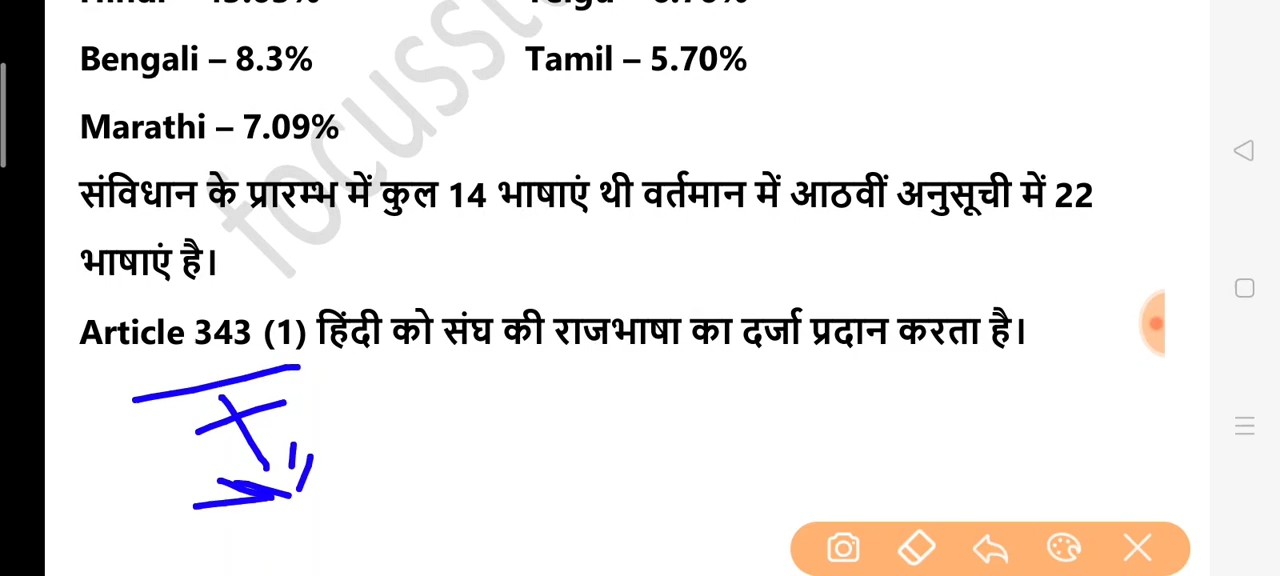 Bengali – 8.3% Tamil – 5.70%
Marathi – 7.09%
संविधान के प्रारम्भ में कुल 14 भाषाएं थी वर्तमान में आठवीं अनुसूची में 22
भाषाएं है।
Article 343 (1) हिंदी को संघ की राजभाषा का दर्जा प्रदान करता है।